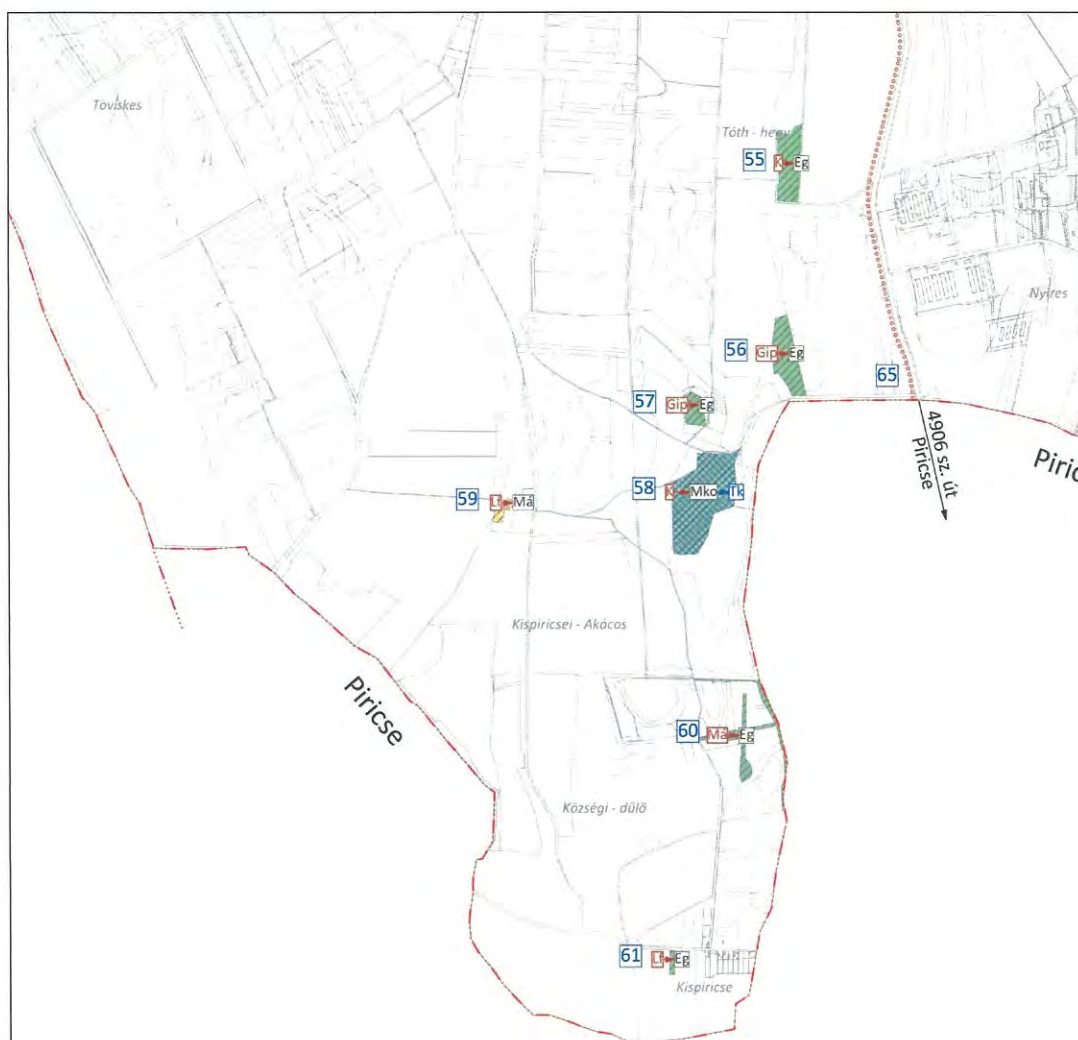 Toviskes
Tóth - hegy
55 K Eg
Nyíres
56 Gip Eg
65
57 Gip Eg
4906 sz. út
Piricse
Piric
58 K Mko Tk
59 Lf Má
Kispiricsei - Akácos
Piricse
60 Má Eg
Községi - dűlő
61 Lf Eg
Kispiricse